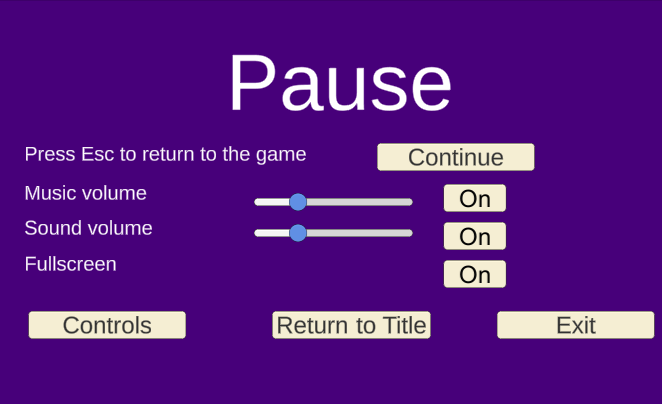 Pause
Press Esc to return to the game
Continue
Music volume
On
Sound volume
On
Fullscreen
On
Controls
Return to Title
Exit